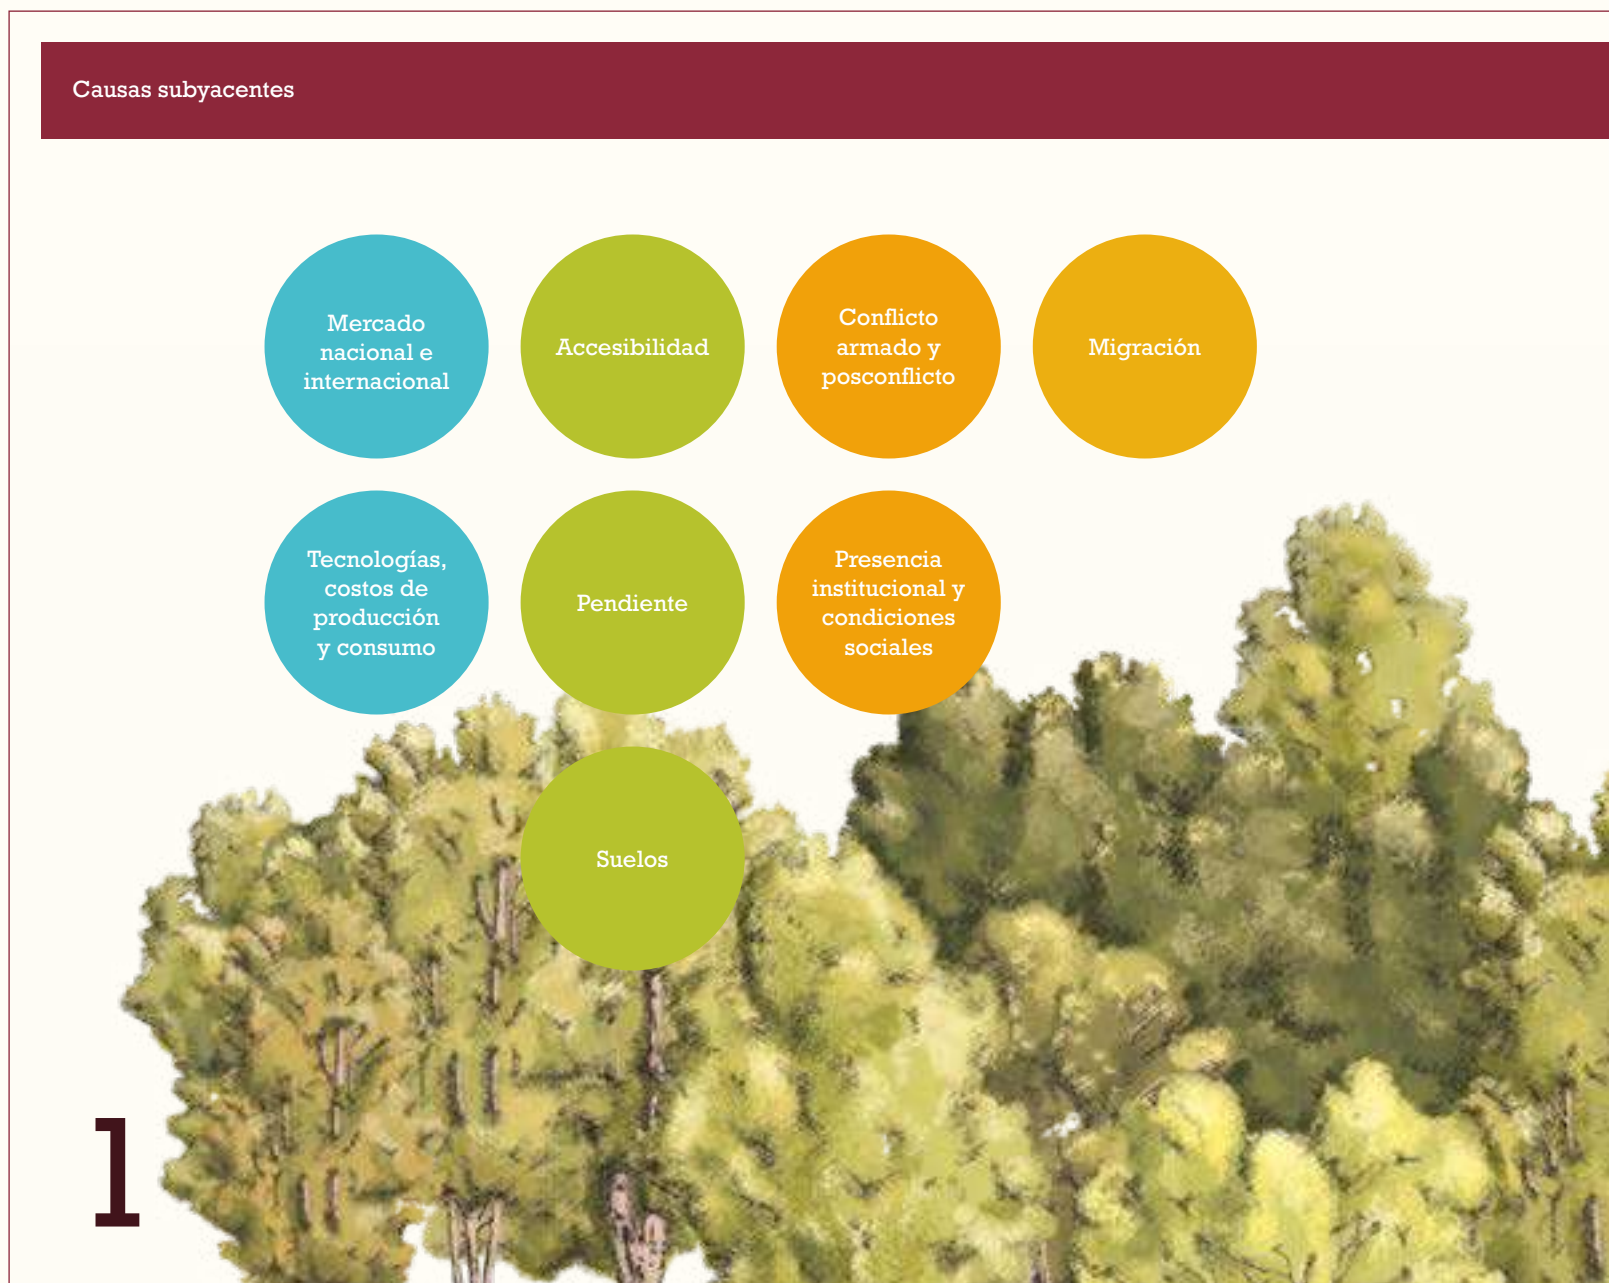 Causas subyacentes
Mercado
nacional e
internacional
Accesibilidad
Conflicto
armado y
posconflicto
Migración
Tecnologías,
costos de
producción
y consumo
Pendiente
Presencia
institucional y
condiciones
sociales
Suelos
1